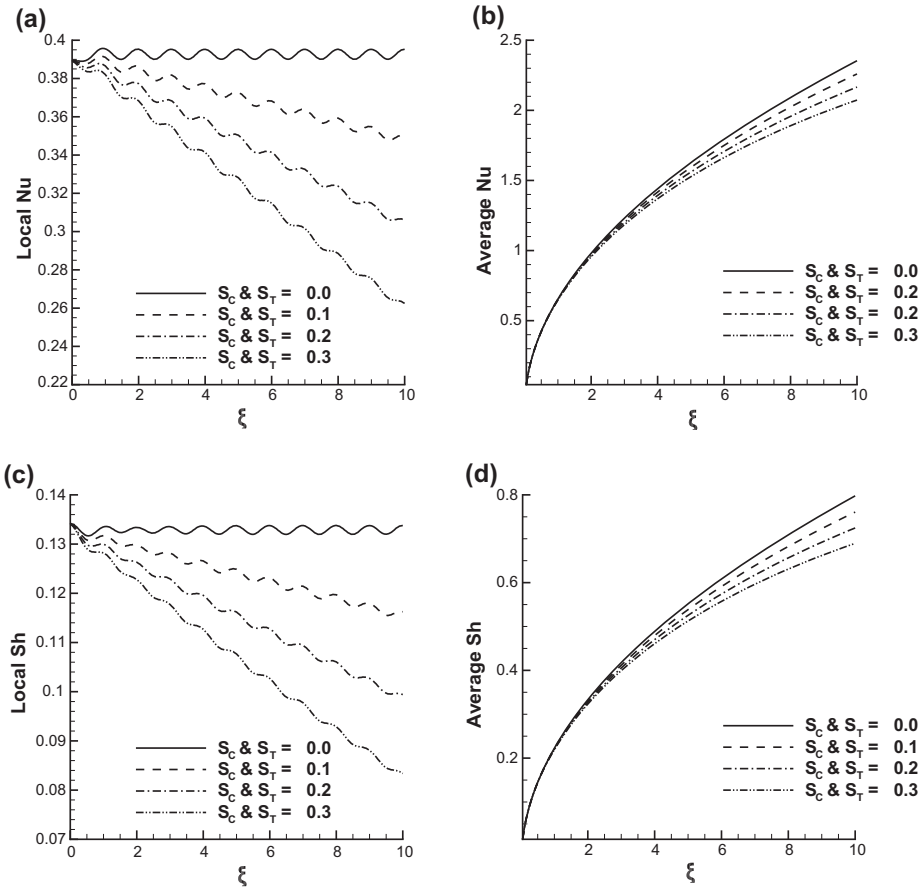 (a)
0.4
0.38
0.36
0.34
0.32
0.3
0.28
0.26
0.24
0.22
Local Nu
S_C & S_T = 0.0
S_C & S_T = 0.1
S_C & S_T = 0.2
S_C & S_T = 0.3
0 2 4 6 8 10
ξ
(b)
2.5
2
1.5
1
0.5
Average Nu
S_C & S_T = 0.0
S_C & S_T = 0.2
S_C & S_T = 0.2
S_C & S_T = 0.3
2 4 6 8 10
ξ
(c)
0.14
0.13
0.12
0.11
0.1
0.09
0.08
0.07
Local Sh
S_C & S_T = 0.0
S_C & S_T = 0.1
S_C & S_T = 0.2
S_C & S_T = 0.3
0 2 4 6 8 10
ξ
(d)
0.8
0.6
0.4
0.2
Average Sh
S_C & S_T = 0.0
S_C & S_T = 0.1
S_C & S_T = 0.2
S_C & S_T = 0.3
2 4 6 8 10
ξ